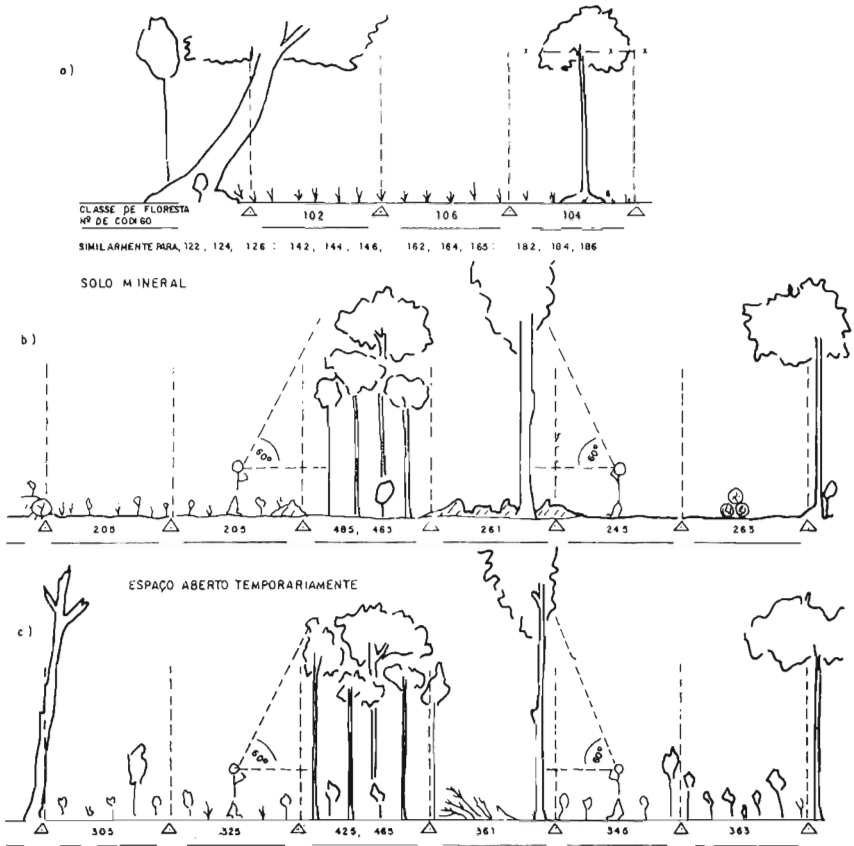 a)
x x x
CLASSE DE FLORESTA
Nº DE CODIGO
102 106 104
SIMILARMENTE PARA, 122, 124, 126 : 142, 144, 146, 162, 164, 165 : 182, 184, 186
SOLO MINERAL
b)
60° 60°
205 205 485, 465 261 245 265
ESPAÇO ABERTO TEMPORARIAMENTE
c)
60° 60°
305 325 425, 465 361 346 363